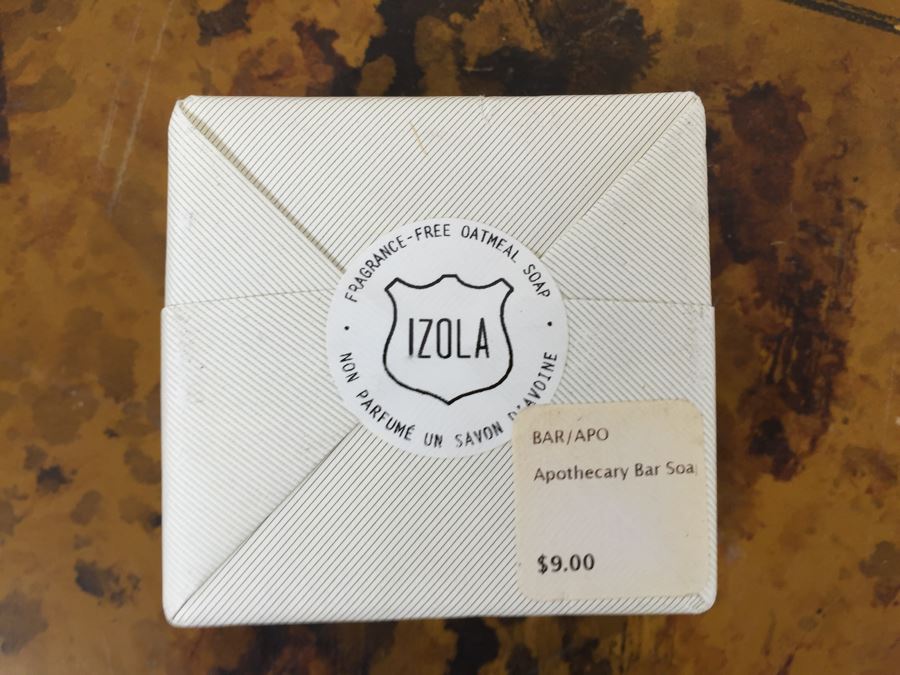 FRAGRANCE-FREE OATMEAL SOAP
IZOLA
NON PARFUMÉ UN SAVON D'AVOINE
BAR/APO
Apothecary Bar Soa
$9.00